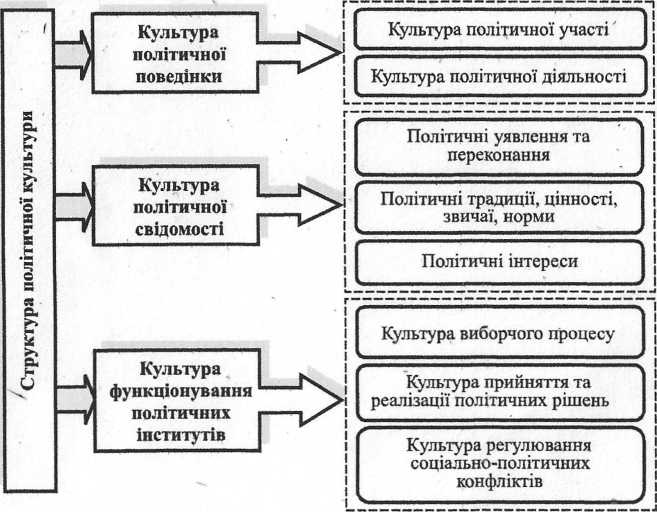 Структура політичної культури
Культура
політичної
поведінки
Культура політичної участі
Культура політичної діяльності
Культура
політичної
свідомості
Політичні уявлення та
переконання
Політичні традиції, цінності,
звичаї, норми
Політичні інтереси
Культура
функціонування
політичних
інститутів
Культура виборчого процесу
Культура прийняття та
реалізації політичних рішень
Культура регулювання
соціально-політичних
конфліктів